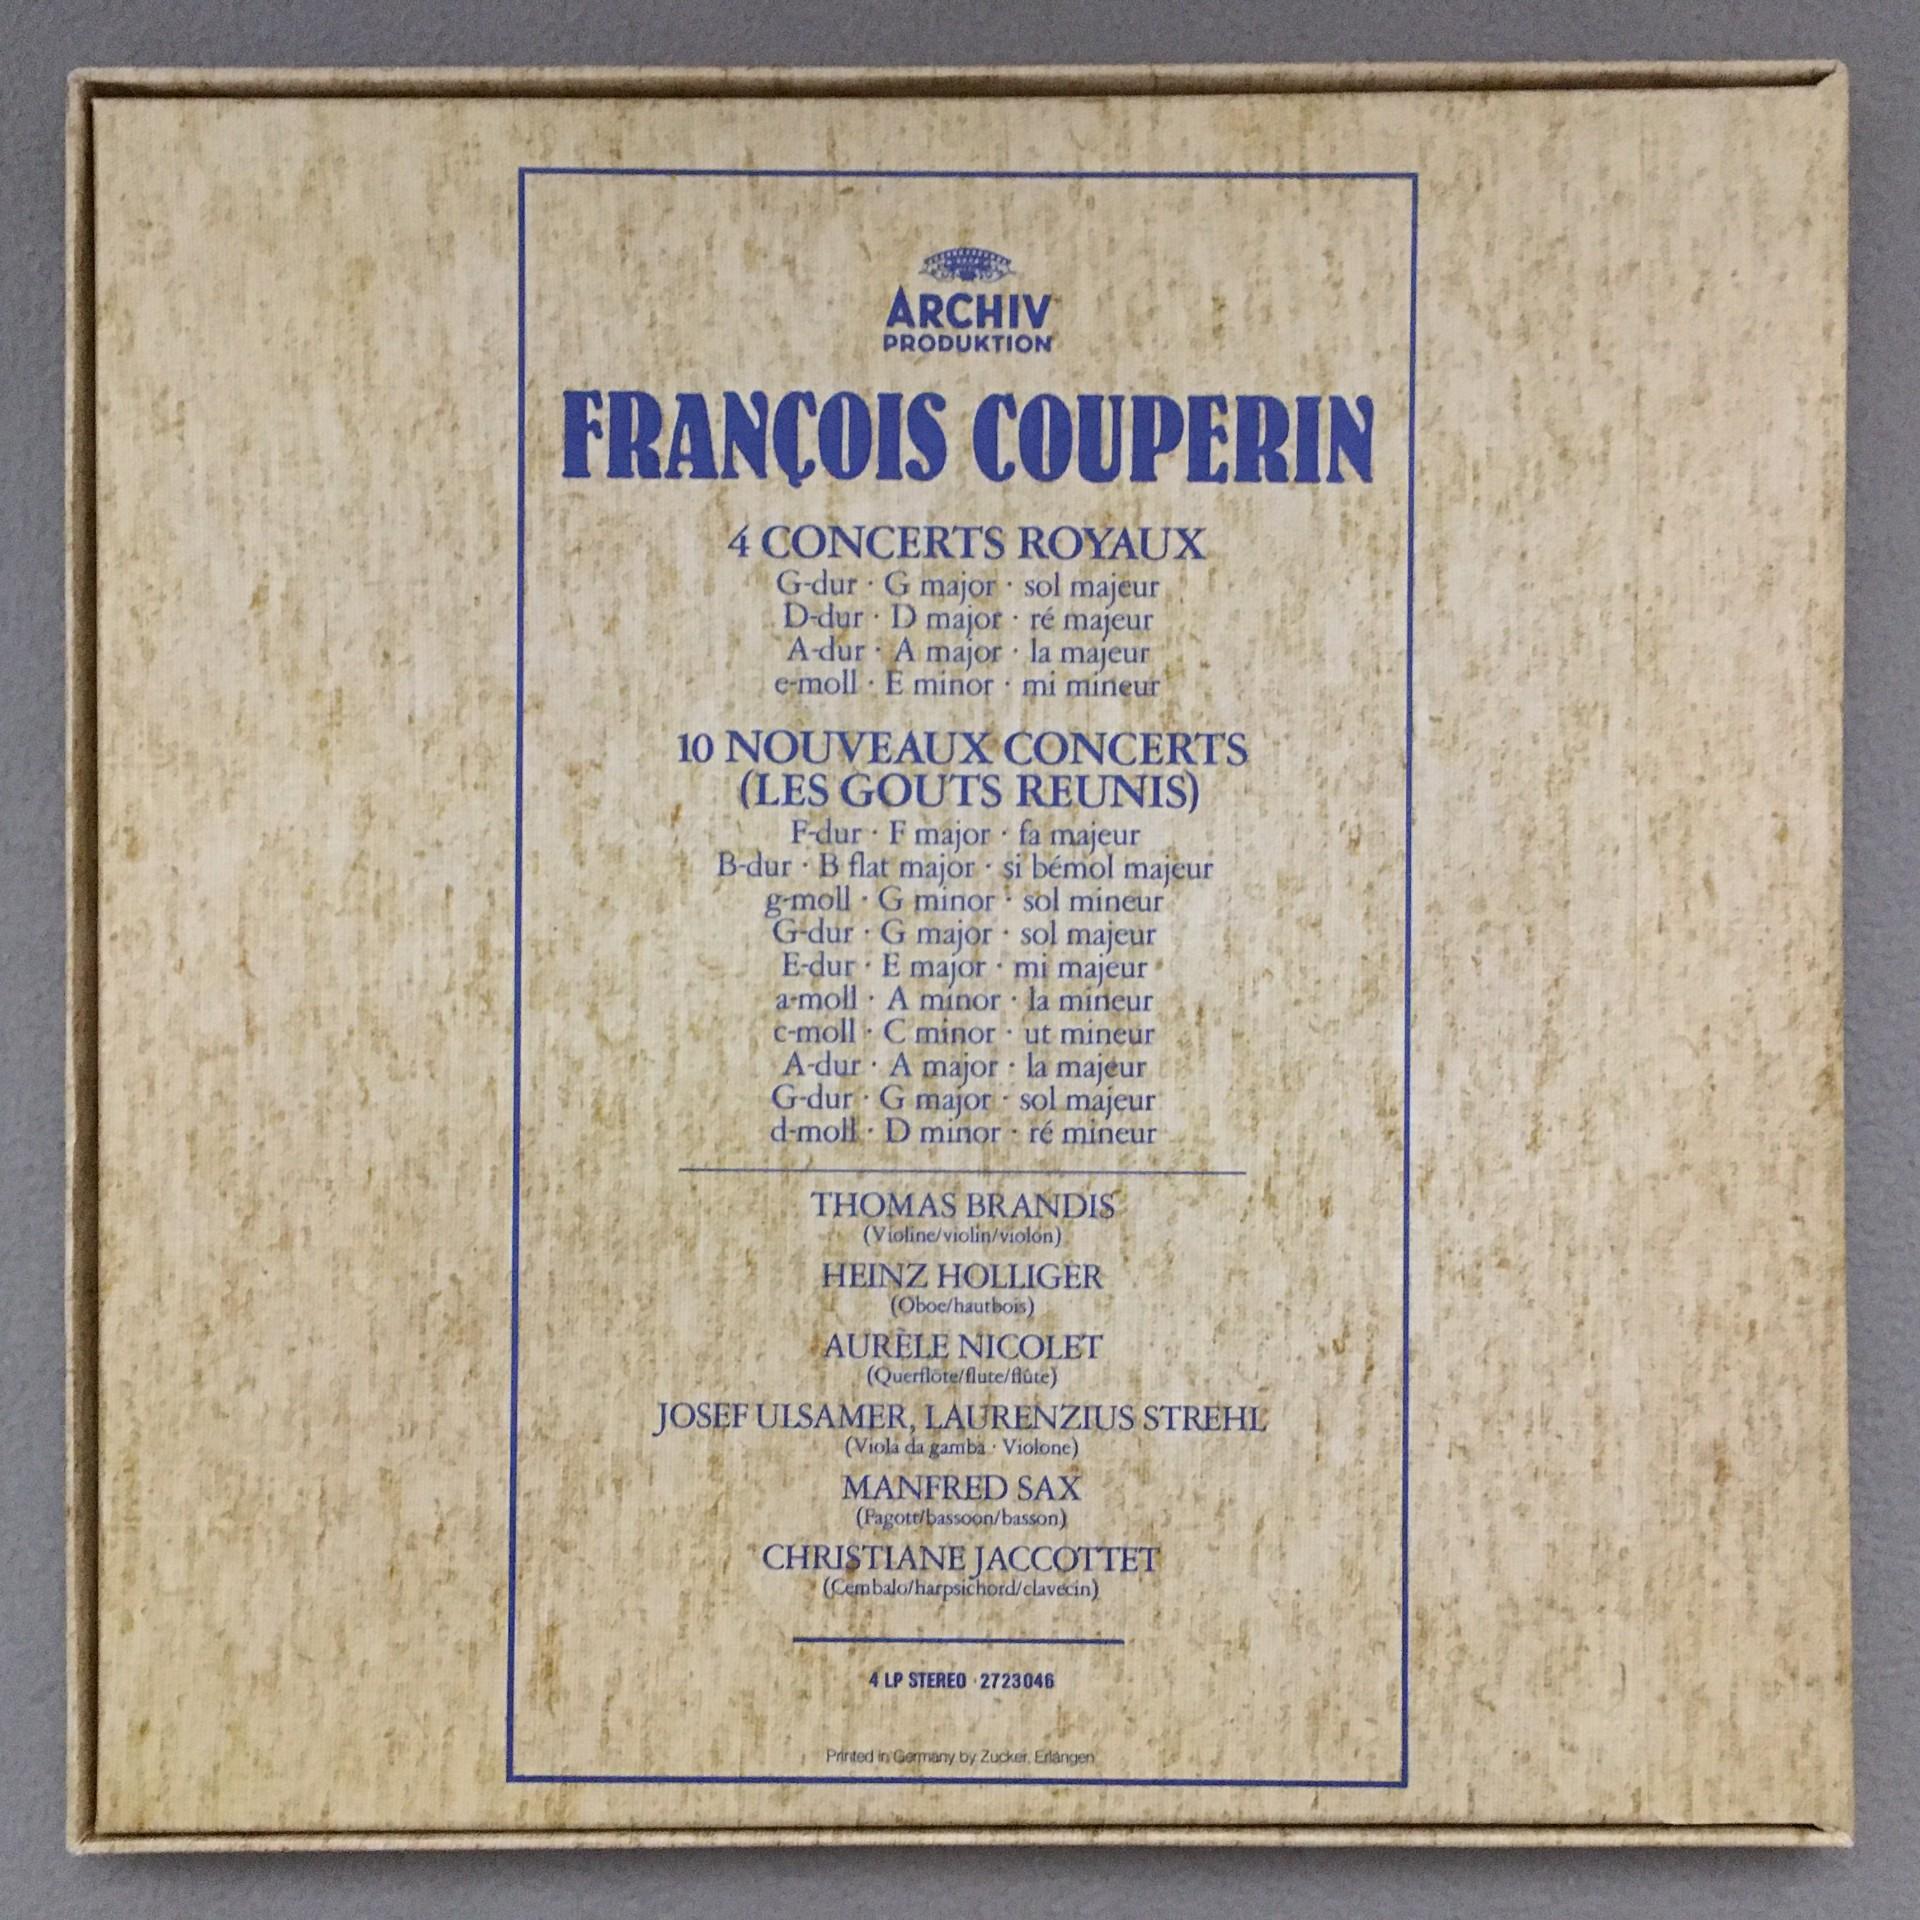 ARCHIV
PRODUKTION
FRANÇOIS COUPERIN
4 CONCERTS ROYAUX
G-dur · G major · sol majeur
D-dur · D major · ré majeur
A-dur · A major · la majeur
e-moll · E minor · mi mineur
10 NOUVEAUX CONCERTS
(LES GOUTS REUNIS)
F-dur · F major · fa majeur
B-dur · B flat major · si bémol majeur
g-moll · G minor · sol mineur
G-dur · G major · sol majeur
E-dur · E major · mi majeur
a-moll · A minor · la mineur
c-moll · C minor · ut mineur
A-dur · A major · la majeur
G-dur · G major · sol majeur
d-moll · D minor · ré mineur
THOMAS BRANDIS
(Violine/violin/violon)
HEINZ HOLLIGER
(Oboe/hautbois)
AURÈLE NICOLET
(Querflöte/flute/flûte)
JOSEF ULSAMER, LAURENZIUS STREHL
(Viola da gamba · Violone)
MANFRED SAX
(Fagott/bassoon/basson)
CHRISTIANE JACCOTTET
(Cembalo/harpsichord/clavecin)
4 LP STEREO · 2723046
Printed in Germany by Zucker, Erlangen